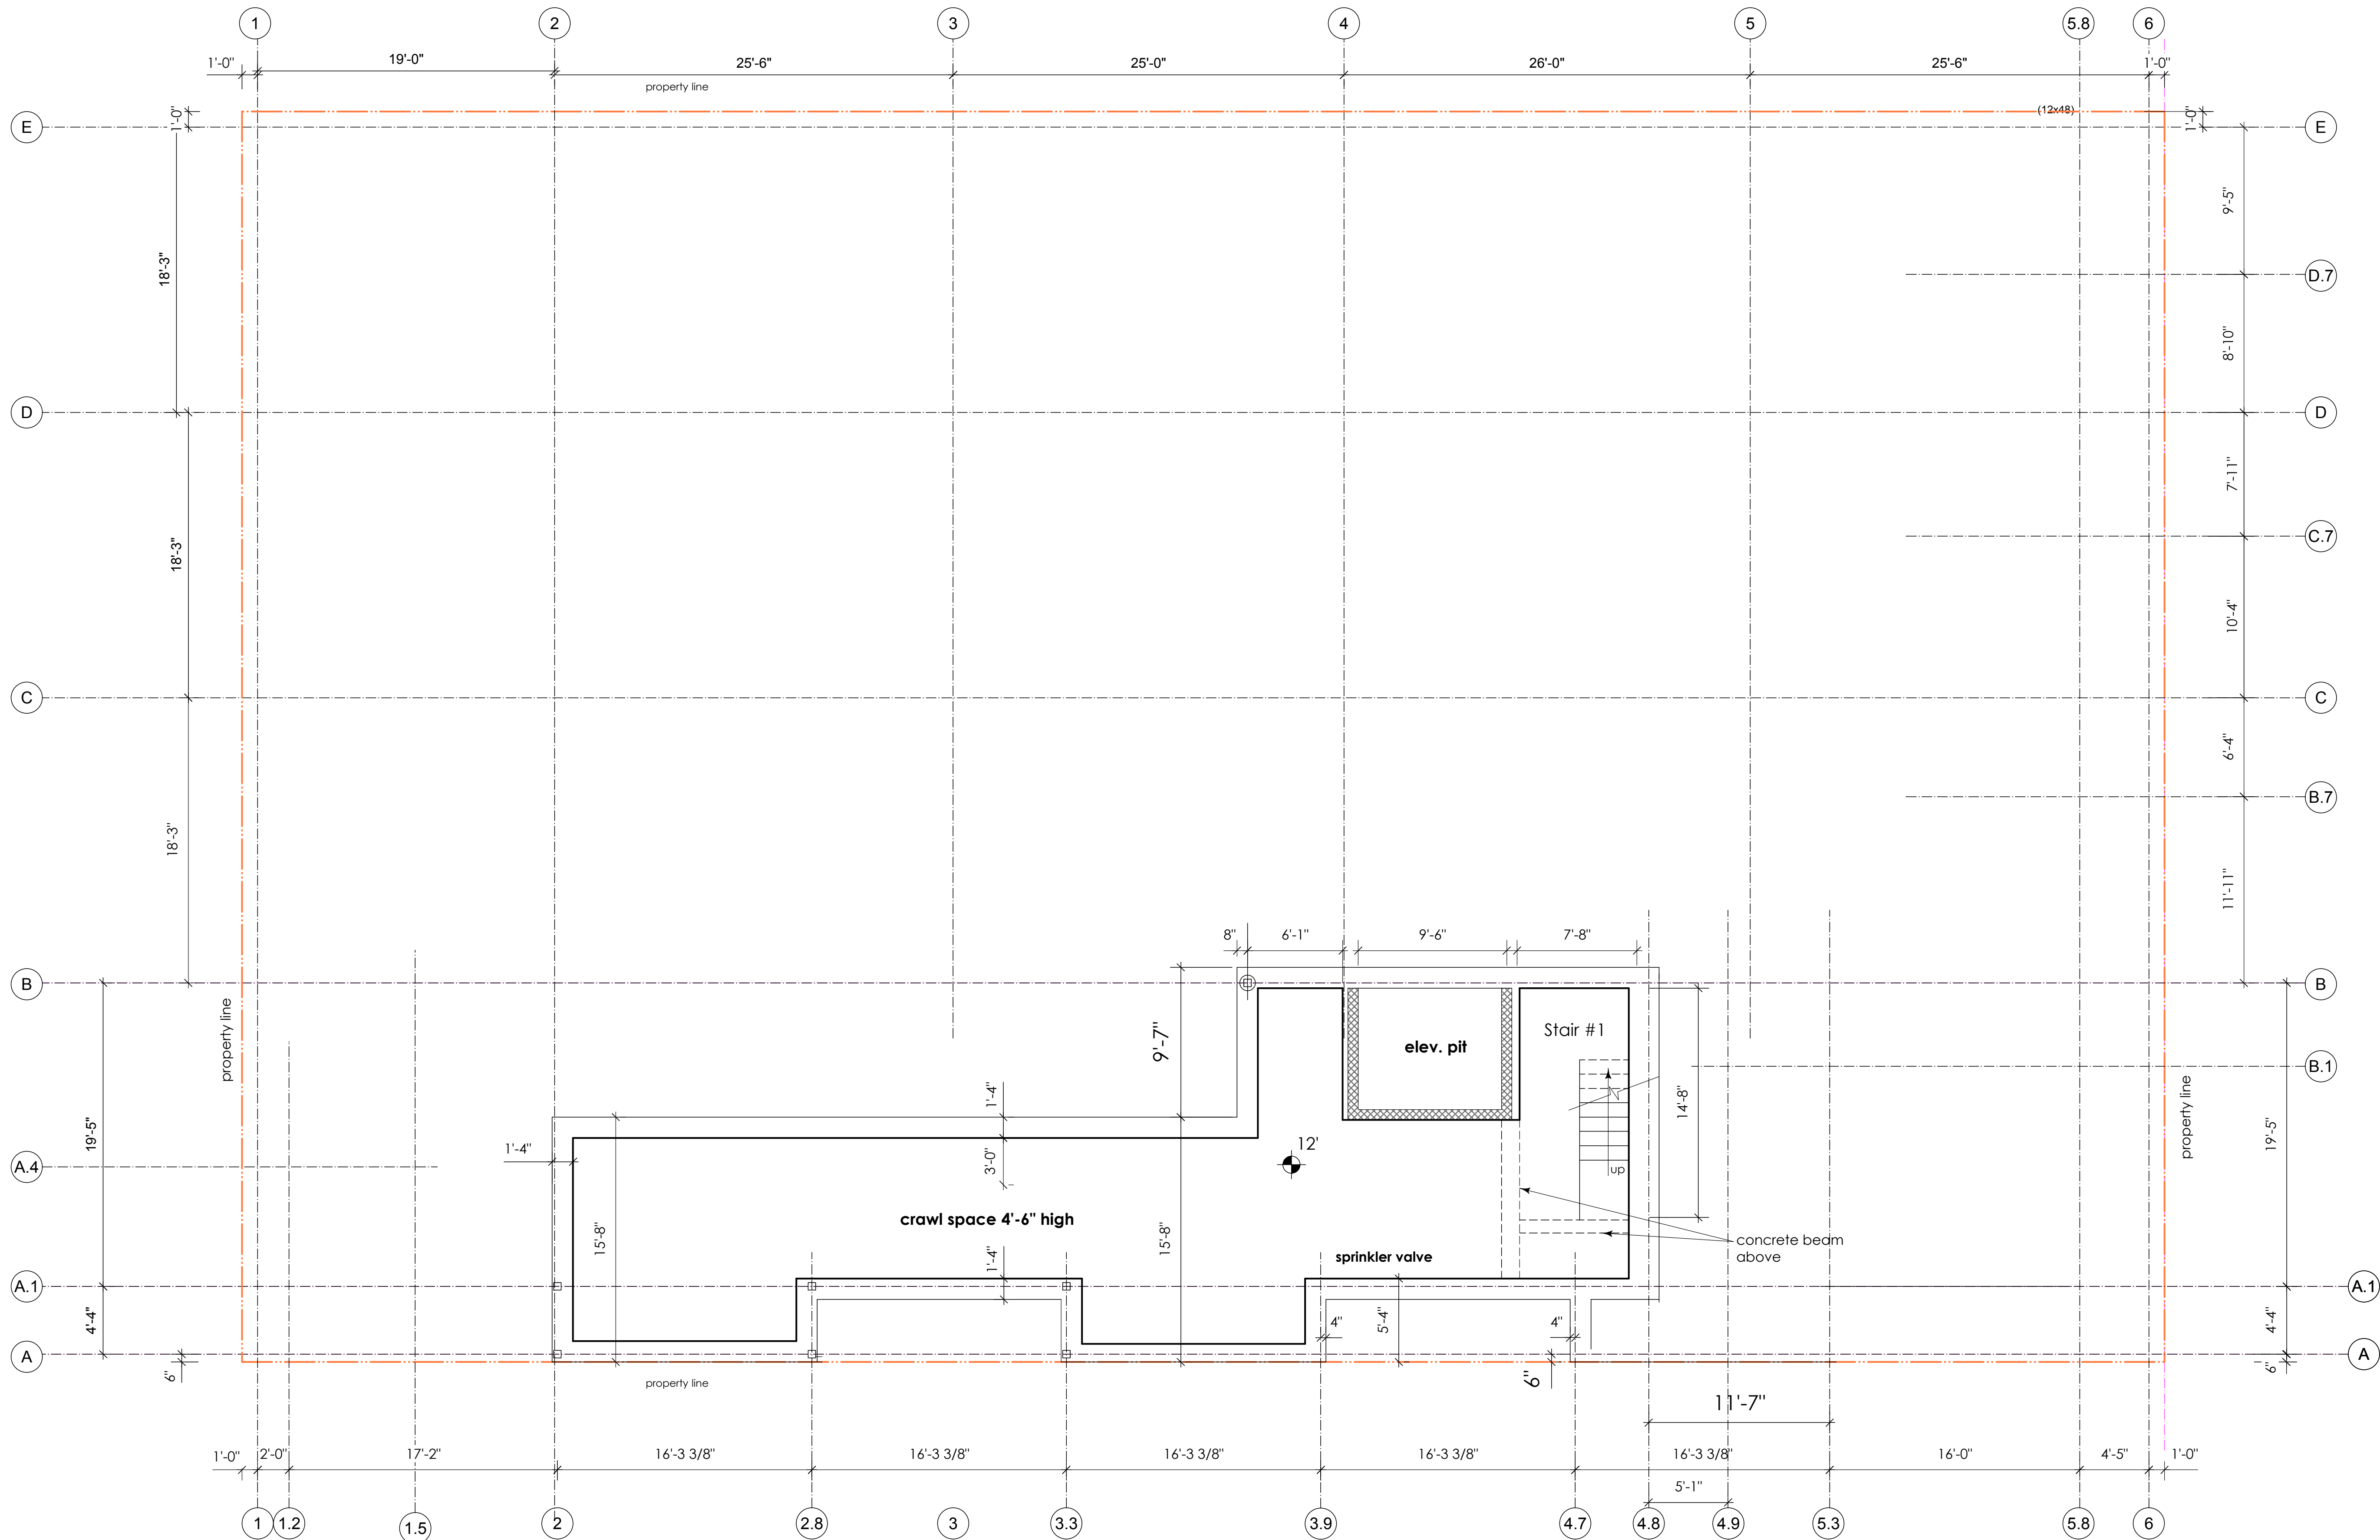 1 2 3 4 5 5.8 6
1'-0" 19'-0" 25'-6" 25'-0" 26'-0" 25'-6" 1'-0"
property line
(12x48)
1'-0" 1'-0"
E E
9'-5"
18'-3"
D.7
8'-10"
D D
7'-11"
18'-3"
C.7
10'-4"
C C
6'-4"
B.7
18'-3"
11'-11"
8" 6'-1" 9'-6" 7'-8"
B B
property line
9'-7"
Stair #1
elev. pit
B.1
1'-4"
14'-8"
property line
19'-5"
1'-4"
12'
19'-5"
A.4
3'-0"
up
crawl space 4'-6" high
15'-8"
15'-8"
concrete beam
above
1'-4"
sprinkler valve
A.1 A.1
4'-4" 4" 5'-4" 4" 4'-4"
A A
6" 6" 6"
property line
11'-7"
1'-0" 2'-0" 17'-2" 16'-3 3/8" 16'-3 3/8" 16'-3 3/8" 16'-3 3/8" 16'-3 3/8" 16'-0" 4'-5" 1'-0"
5'-1"
1 1.2 1.5 2 2.8 3 3.3 3.9 4.7 4.8 4.9 5.3 5.8 6